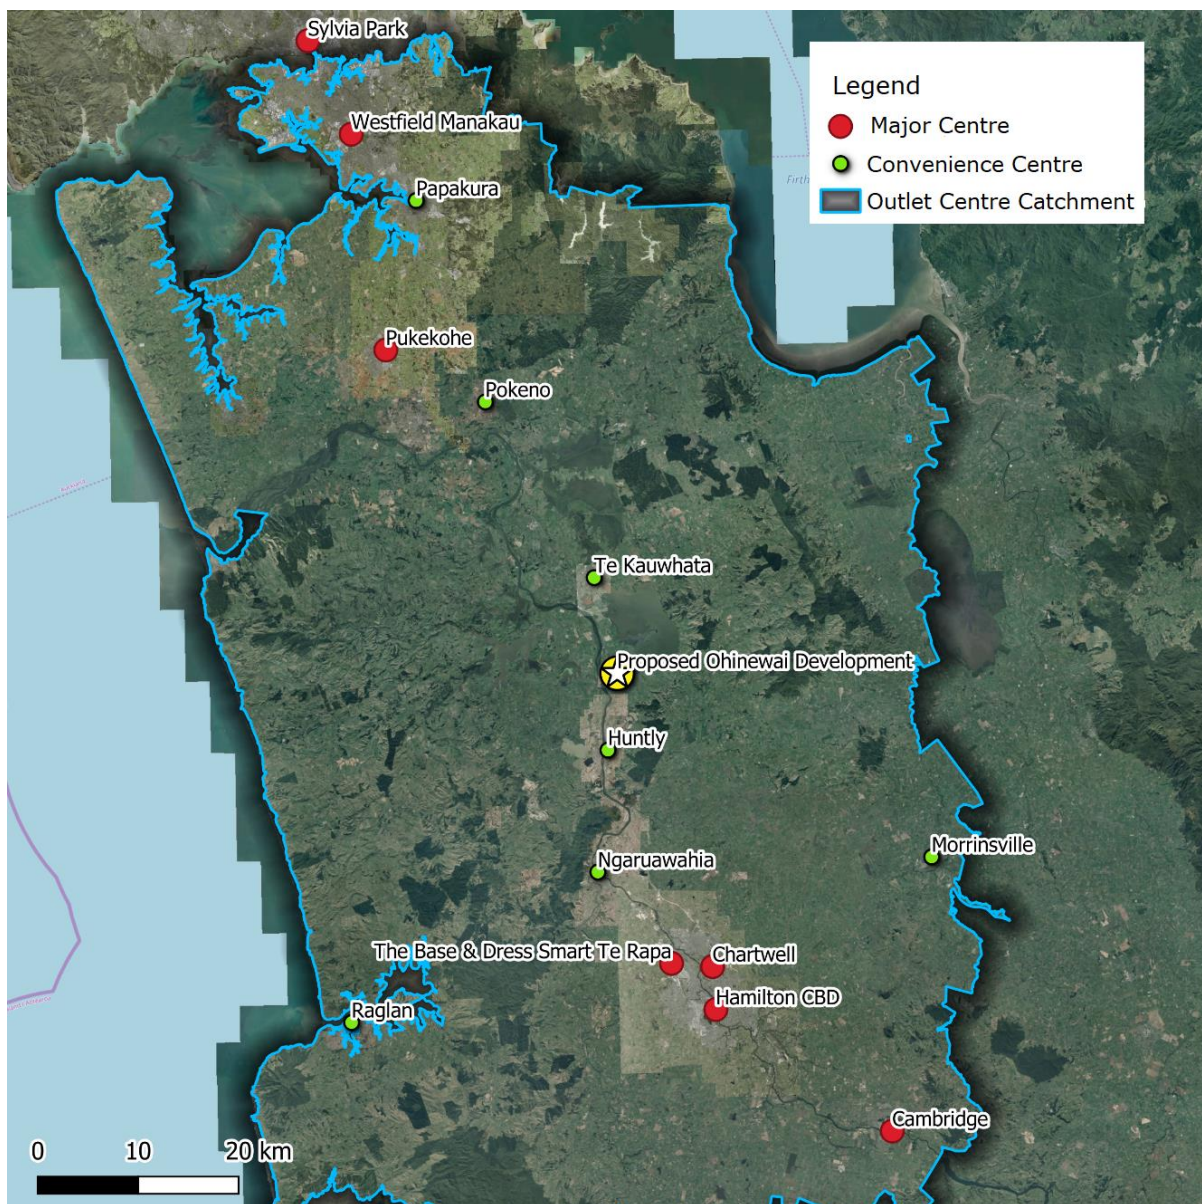 Sylvia Park
Legend
Major Centre
Westfield Manakau
Convenience Centre
Firth
Papakura
Outlet Centre Catchment
Pukekohe
Pokeno
Te Kauwhata
Proposed Ohinewai Development
Huntly
Morrinsville
Ngaruawahia
The Base & Dress Smart Te Rapa
Chartwell
Hamilton CBD
Raglan
Cambridge
0 10 20 km